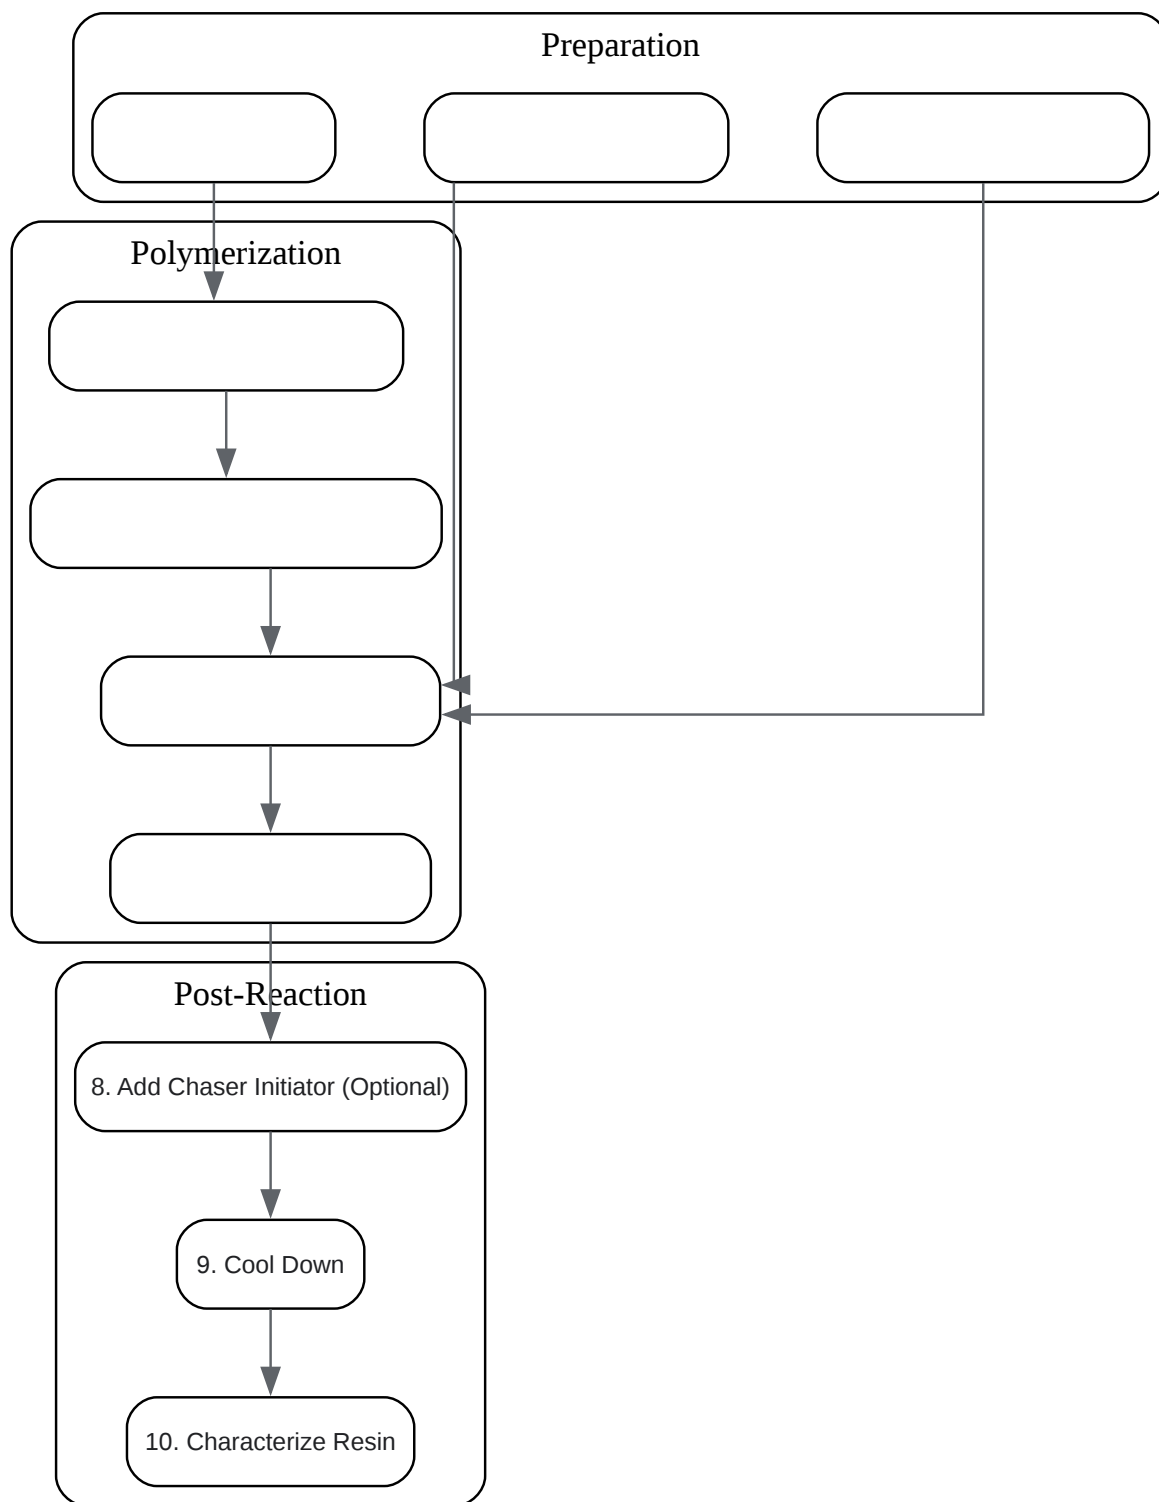 Preparation
Polymerization
Post-Reaction
8. Add Chaser Initiator (Optional)
9. Cool Down
10. Characterize Resin